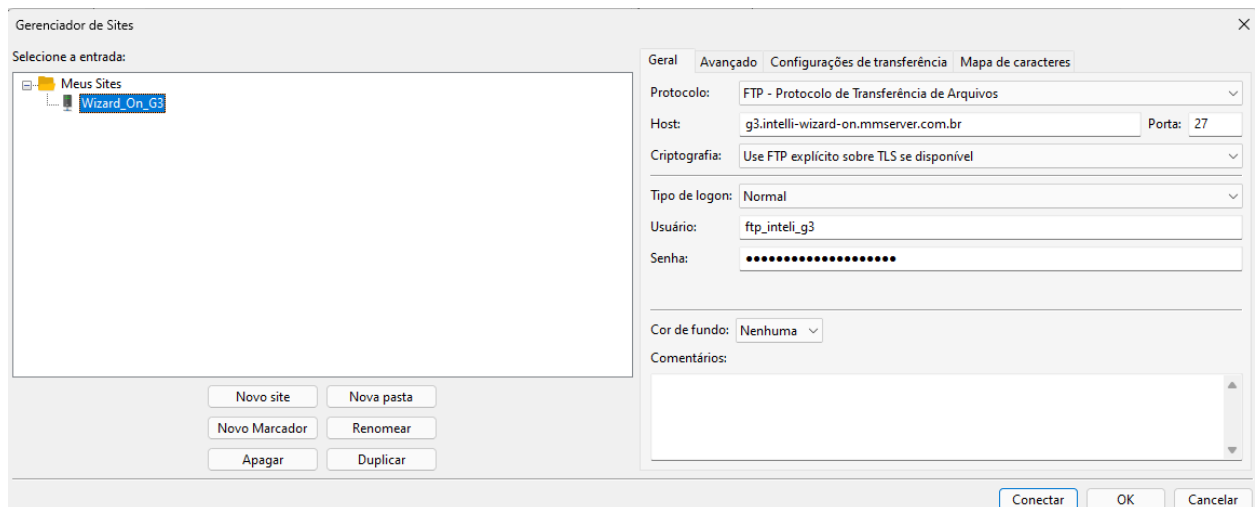 Gerenciador de Sites
Selecione a entrada:
Meus Sites
Wizard_On_G3
Novo site Nova pasta
Novo Marcador Renomear
Apagar Duplicar
Geral Avançado Configurações de transferência Mapa de caracteres
Protocolo: FTP - Protocolo de Transferência de Arquivos
Host: g3.intelli-wizard-on.mmserver.com.br Porta: 27
Criptografia: Use FTP explícito sobre TLS se disponível
Tipo de logon: Normal
Usuário: ftp_inteli_g3
Senha: ••••••••••••••••••••
Cor de fundo: Nenhuma
Comentários:
Conectar OK Cancelar